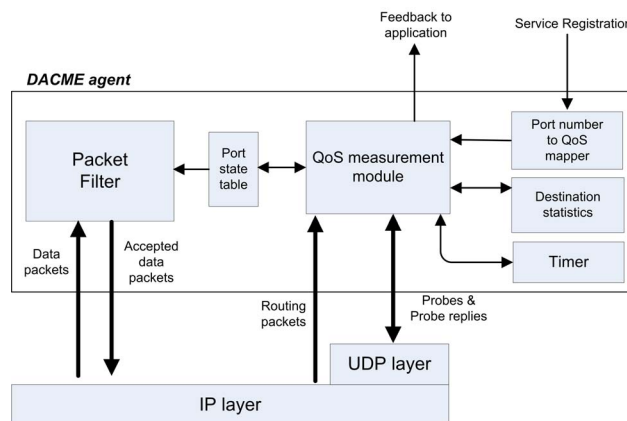 Feedback to
application
Service Registration
DACME agent
Packet
Filter
Port
state
table
QoS measurement
module
Port number
to QoS
mapper
Destination
statistics
Timer
Data
packets
Accepted
data
packets
Routing
packets
Probes &
Probe replies
UDP layer
IP layer